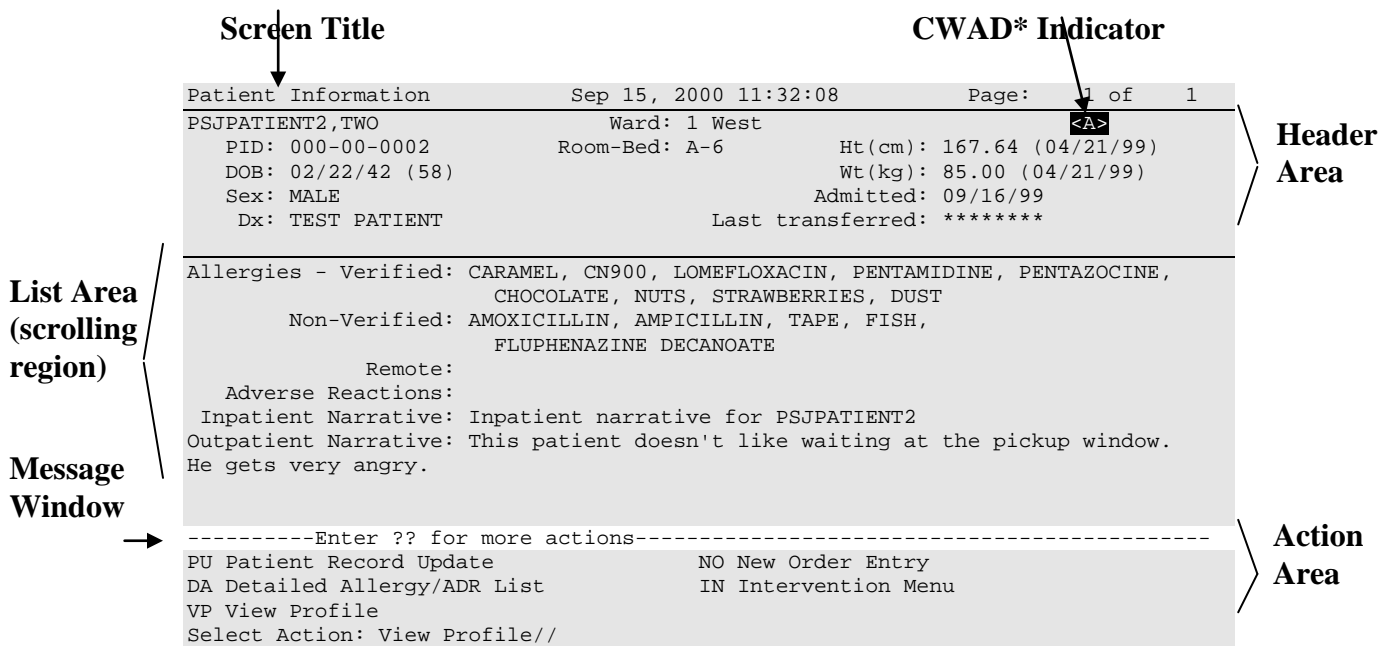 Screen Title CWAD* Indicator
Patient Information Sep 15, 2000 11:32:08 Page: 1 of 1
PSJPATIENT2,TWO Ward: 1 West <A>
PID: 000-00-0002 Room-Bed: A-6 Ht(cm): 167.64 (04/21/99)
DOB: 02/22/42 (58) Wt(kg): 85.00 (04/21/99)
Sex: MALE Admitted: 09/16/99
Dx: TEST PATIENT Last transferred: ********
Header
Area
Allergies - Verified: CARAMEL, CN900, LOMEFLOXACIN, PENTAMIDINE, PENTAZOCINE,
CHOCOLATE, NUTS, STRAWBERRIES, DUST
Non-Verified: AMOXICILLIN, AMPICILLIN, TAPE, FISH,
FLUPHENAZINE DECANOATE
Remote:
Adverse Reactions:
Inpatient Narrative: Inpatient narrative for PSJPATIENT2
Outpatient Narrative: This patient doesn't like waiting at the pickup window.
He gets very angry.
List Area
(scrolling
region)
Message
Window
----------Enter ?? for more actions---------------------------------------------
PU Patient Record Update NO New Order Entry
DA Detailed Allergy/ADR List IN Intervention Menu
VP View Profile
Select Action: View Profile//
Action
Area